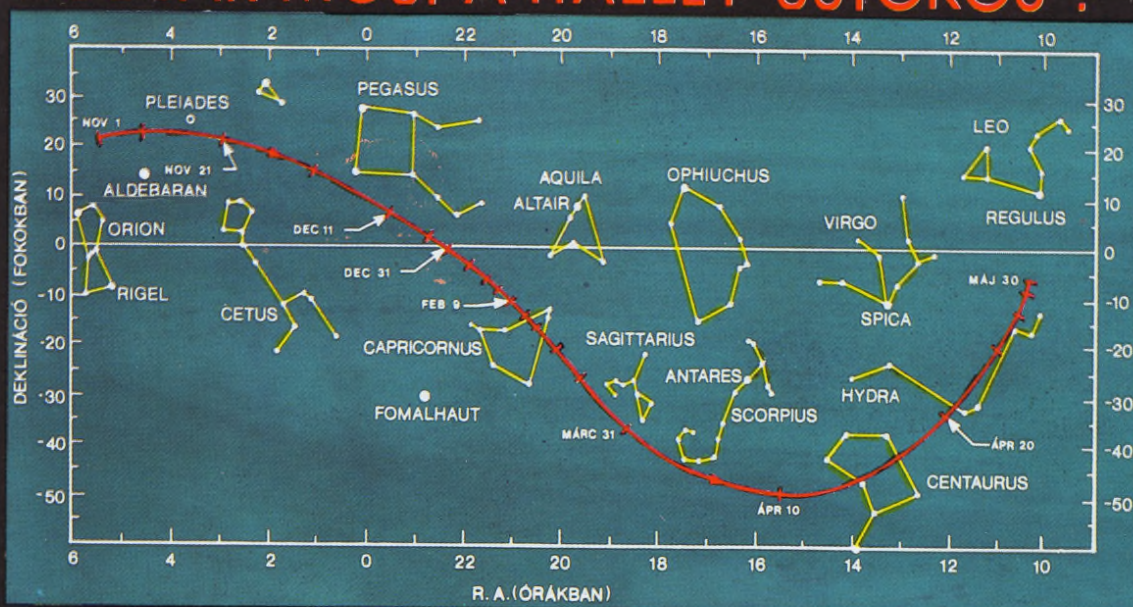 A HALLEY ÜSTÖKÖS ?
6 4 2 0 22 20 18 16 14 12 10
30
20
10
0
-10
-20
-30
-40
-50
DEKLINÁCIÓ (FOKOKBAN)
30
20
10
0
-10
-20
-30
-40
-50
NOV 1
PLEIADES
PEGASUS
LEO
NOV 21
ALDEBARAN
AQUILA
ALTAIR
OPHIUCHUS
REGULUS
ORION
DEC 11
VIRGO
DEC 31
MÁJ 30
RIGEL
CETUS
FEB 9
SPICA
CAPRICORNUS
SAGITTARIUS
ANTARES
HYDRA
FOMALHAUT
SCORPIUS
MÁRC 31
ÁPR 20
CENTAURUS
ÁPR 10
6 4 2 0 22 20 18 16 14 12 10
R. A. (ÓRÁKBAN)